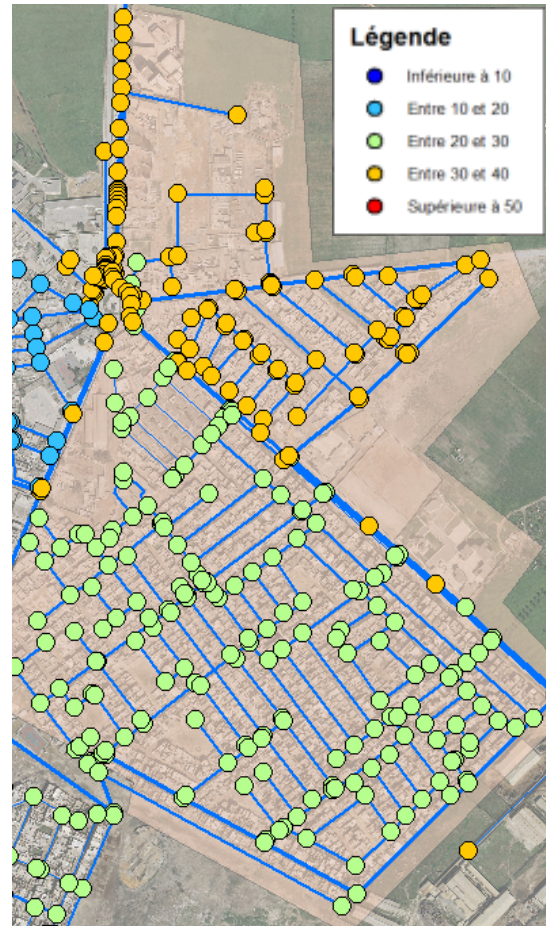 Légende
Inférieure à 10
Entre 10 et 20
Entre 20 et 30
Entre 30 et 40
Supérieure à 50